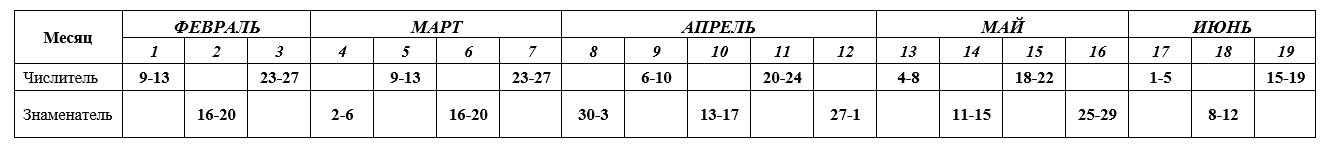 Месяц ФЕВРАЛЬ МАРТ АПРЕЛЬ МАЙ ИЮНЬ
1 2 3 4 5 6 7 8 9 10 11 12 13 14 15 16 17 18 19
Числитель 9-13 23-27 9-13 23-27 6-10 20-24 4-8 18-22 1-5 15-19
Знаменатель 16-20 2-6 16-20 30-3 13-17 27-1 11-15 25-29 8-12